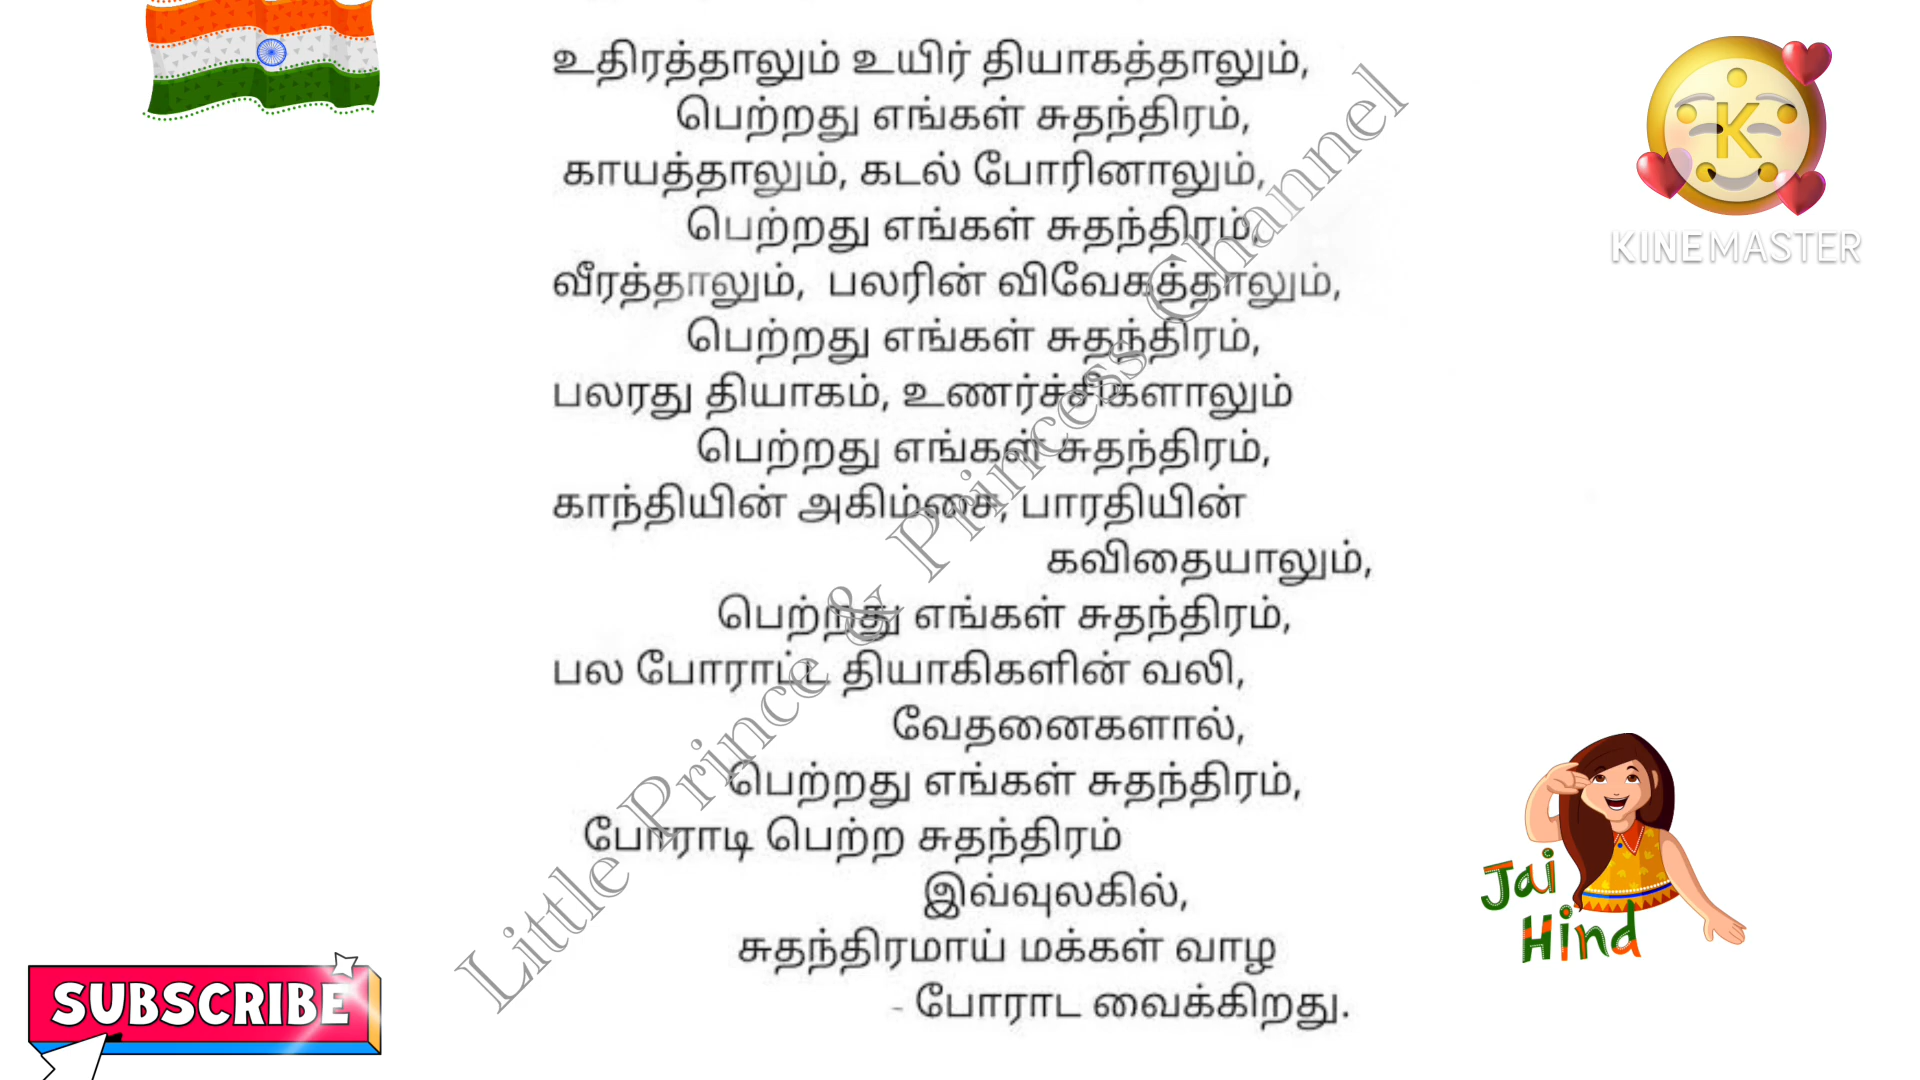 உதிரத்தாலும் உயிர் தியாகத்தாலும்,
பெற்றது எங்கள் சுதந்திரம்,
காயத்தாலும், கடல் போரினாலும்,
பெற்றது எங்கள் சுதந்திரம்,
வீரத்தாலும், பலரின் விவேகத்தாலும்,
பெற்றது எங்கள் சுதந்திரம்,
பலரது தியாகம், உணர்ச்சிகளாலும்
பெற்றது எங்கள் சுதந்திரம்,
காந்தியின் அகிம்சை, பாரதியின்
கவிதையாலும்,
பெற்றது எங்கள் சுதந்திரம்,
பல போராட்ட தியாகிகளின் வலி,
வேதனைகளால்,
பெற்றது எங்கள் சுதந்திரம்,
போராடி பெற்ற சுதந்திரம்
இவ்வுலகில்,
சுதந்திரமாய் மக்கள் வாழ
- போராட வைக்கிறது.
Little Prince & Princess Channel
K
KINEMASTER
Jai
Hind
SUBSCRIBE